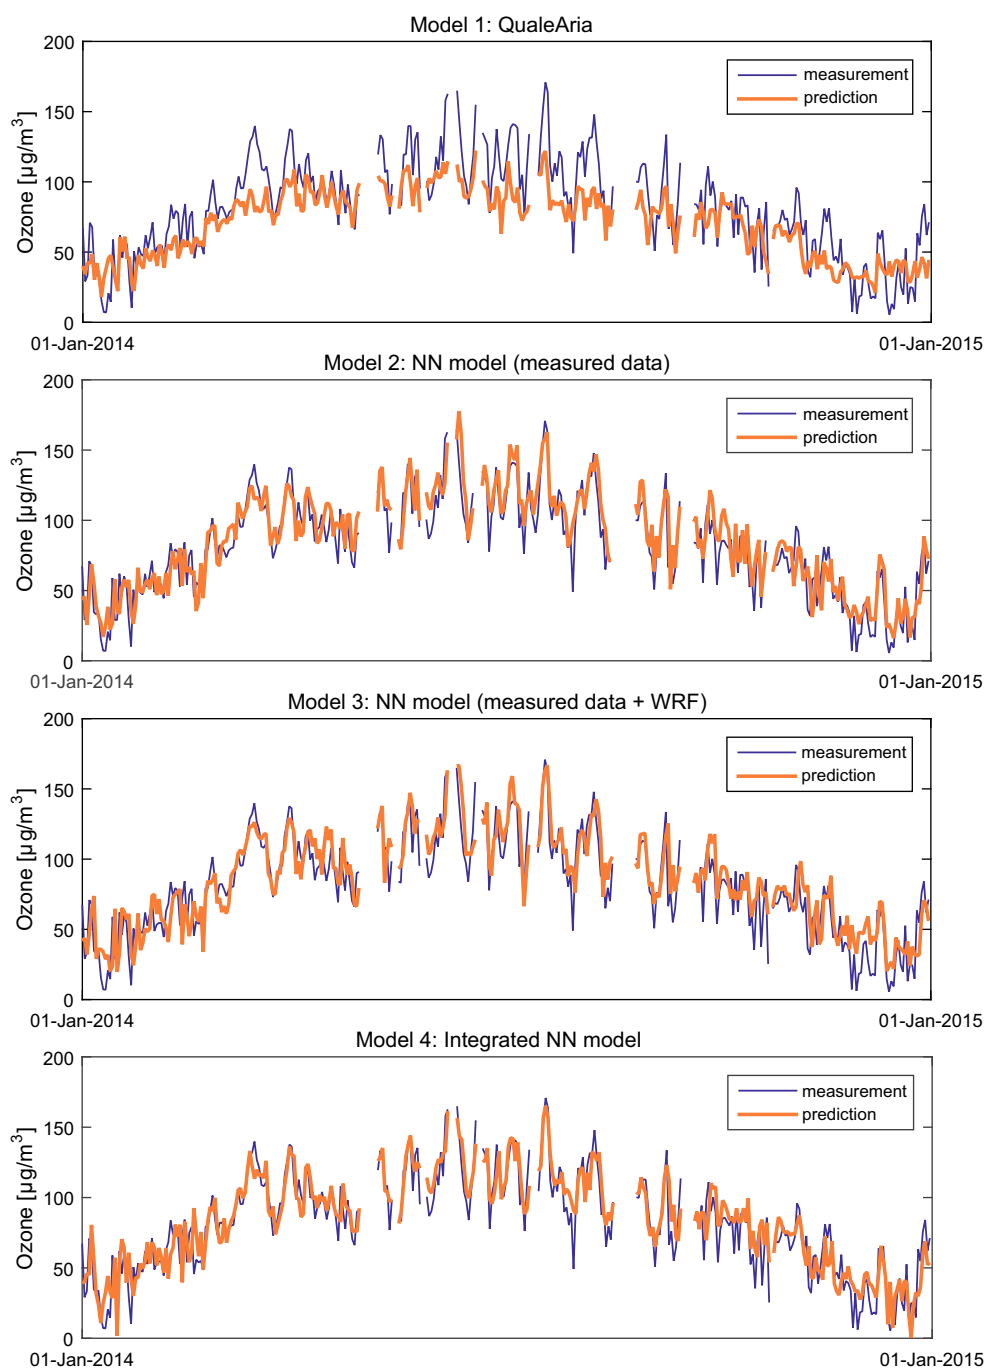 Model 1: QualeAria
200
150
100
50
0
Ozone [µg/m³]
measurement
prediction
01-Jan-2014
01-Jan-2015
Model 2: NN model (measured data)
200
150
100
50
0
Ozone [µg/m³]
measurement
prediction
01-Jan-2014
01-Jan-2015
Model 3: NN model (measured data + WRF)
200
150
100
50
0
Ozone [µg/m³]
measurement
prediction
01-Jan-2014
01-Jan-2015
Model 4: Integrated NN model
200
150
100
50
0
Ozone [µg/m³]
measurement
prediction
01-Jan-2014
01-Jan-2015